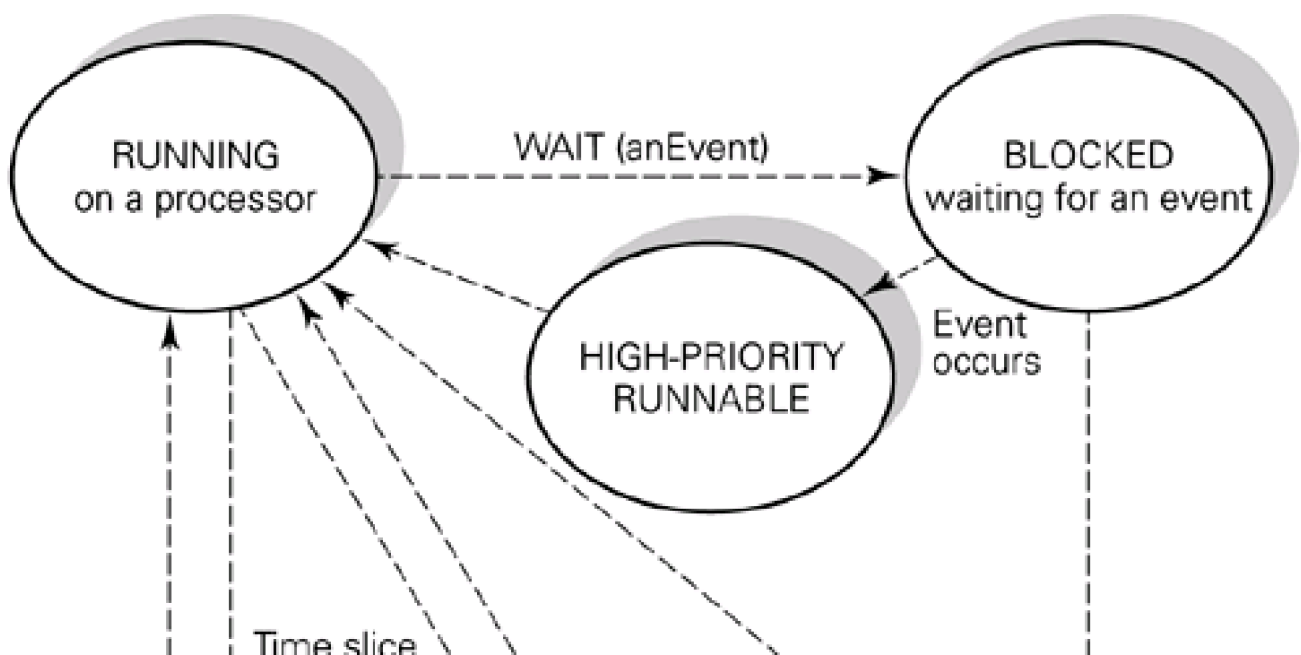 RUNNING
on a processor
WAIT (anEvent)
BLOCKED
waiting for an event
HIGH-PRIORITY
RUNNABLE
Event
occurs
Time slice